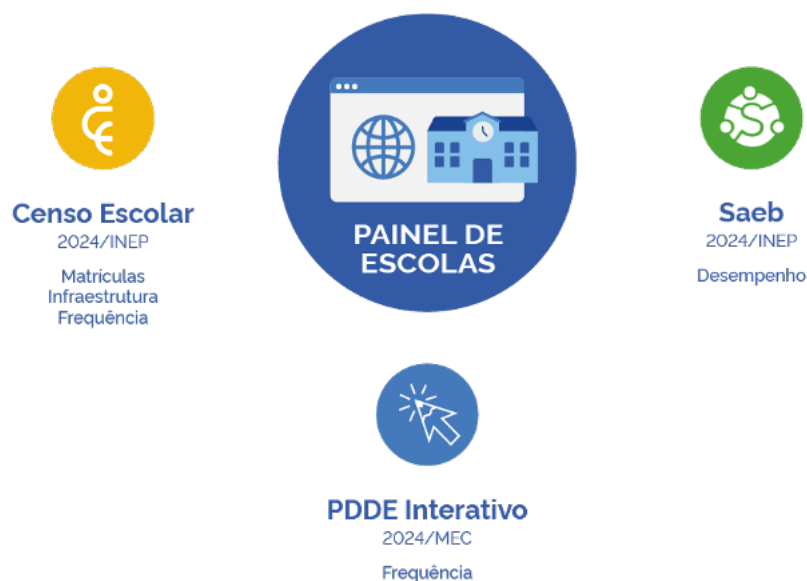 PAINEL DE
ESCOLAS
Censo Escolar
2024/INEP
Matrículas
Infraestrutura
Frequência
Saeb
2024/INEP
Desempenho
PDDE Interativo
2024/MEC
Frequência